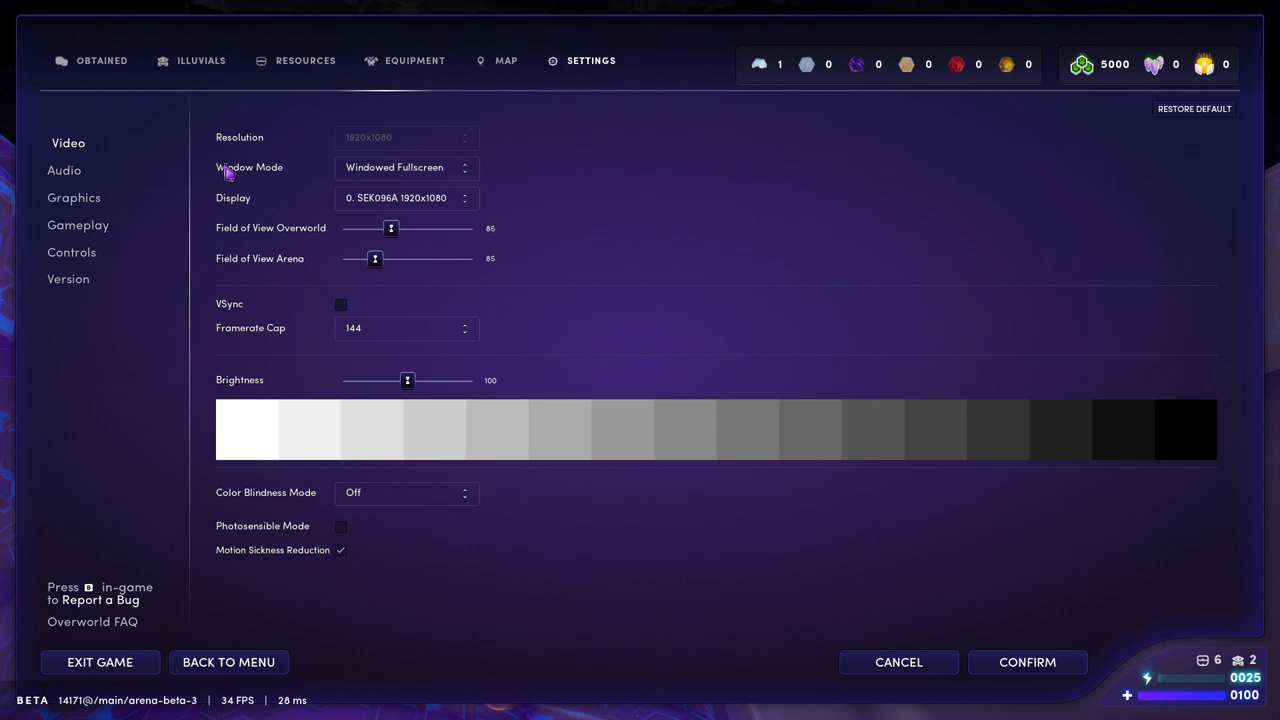 OBTAINED ILLUVIALS RESOURCES EQUIPMENT MAP SETTINGS 1 0 0 0 0 0 5000 0 0
RESTORE DEFAULT
Video
Audio
Graphics
Gameplay
Controls
Version
Resolution 1920x1080
Window Mode Windowed Fullscreen
Display 0. SEK096A 1920x1080
Field of View Overworld 85
Field of View Arena 85
VSync
Framerate Cap 144
Brightness 100
Color Blindness Mode Off
Photosensible Mode
Motion Sickness Reduction
Press B in-game
to Report a Bug
Overworld FAQ
EXIT GAME BACK TO MENU CANCEL CONFIRM
6 2
0025
0100
BETA 14171@/main/arena-beta-3 | 34 FPS | 28 ms